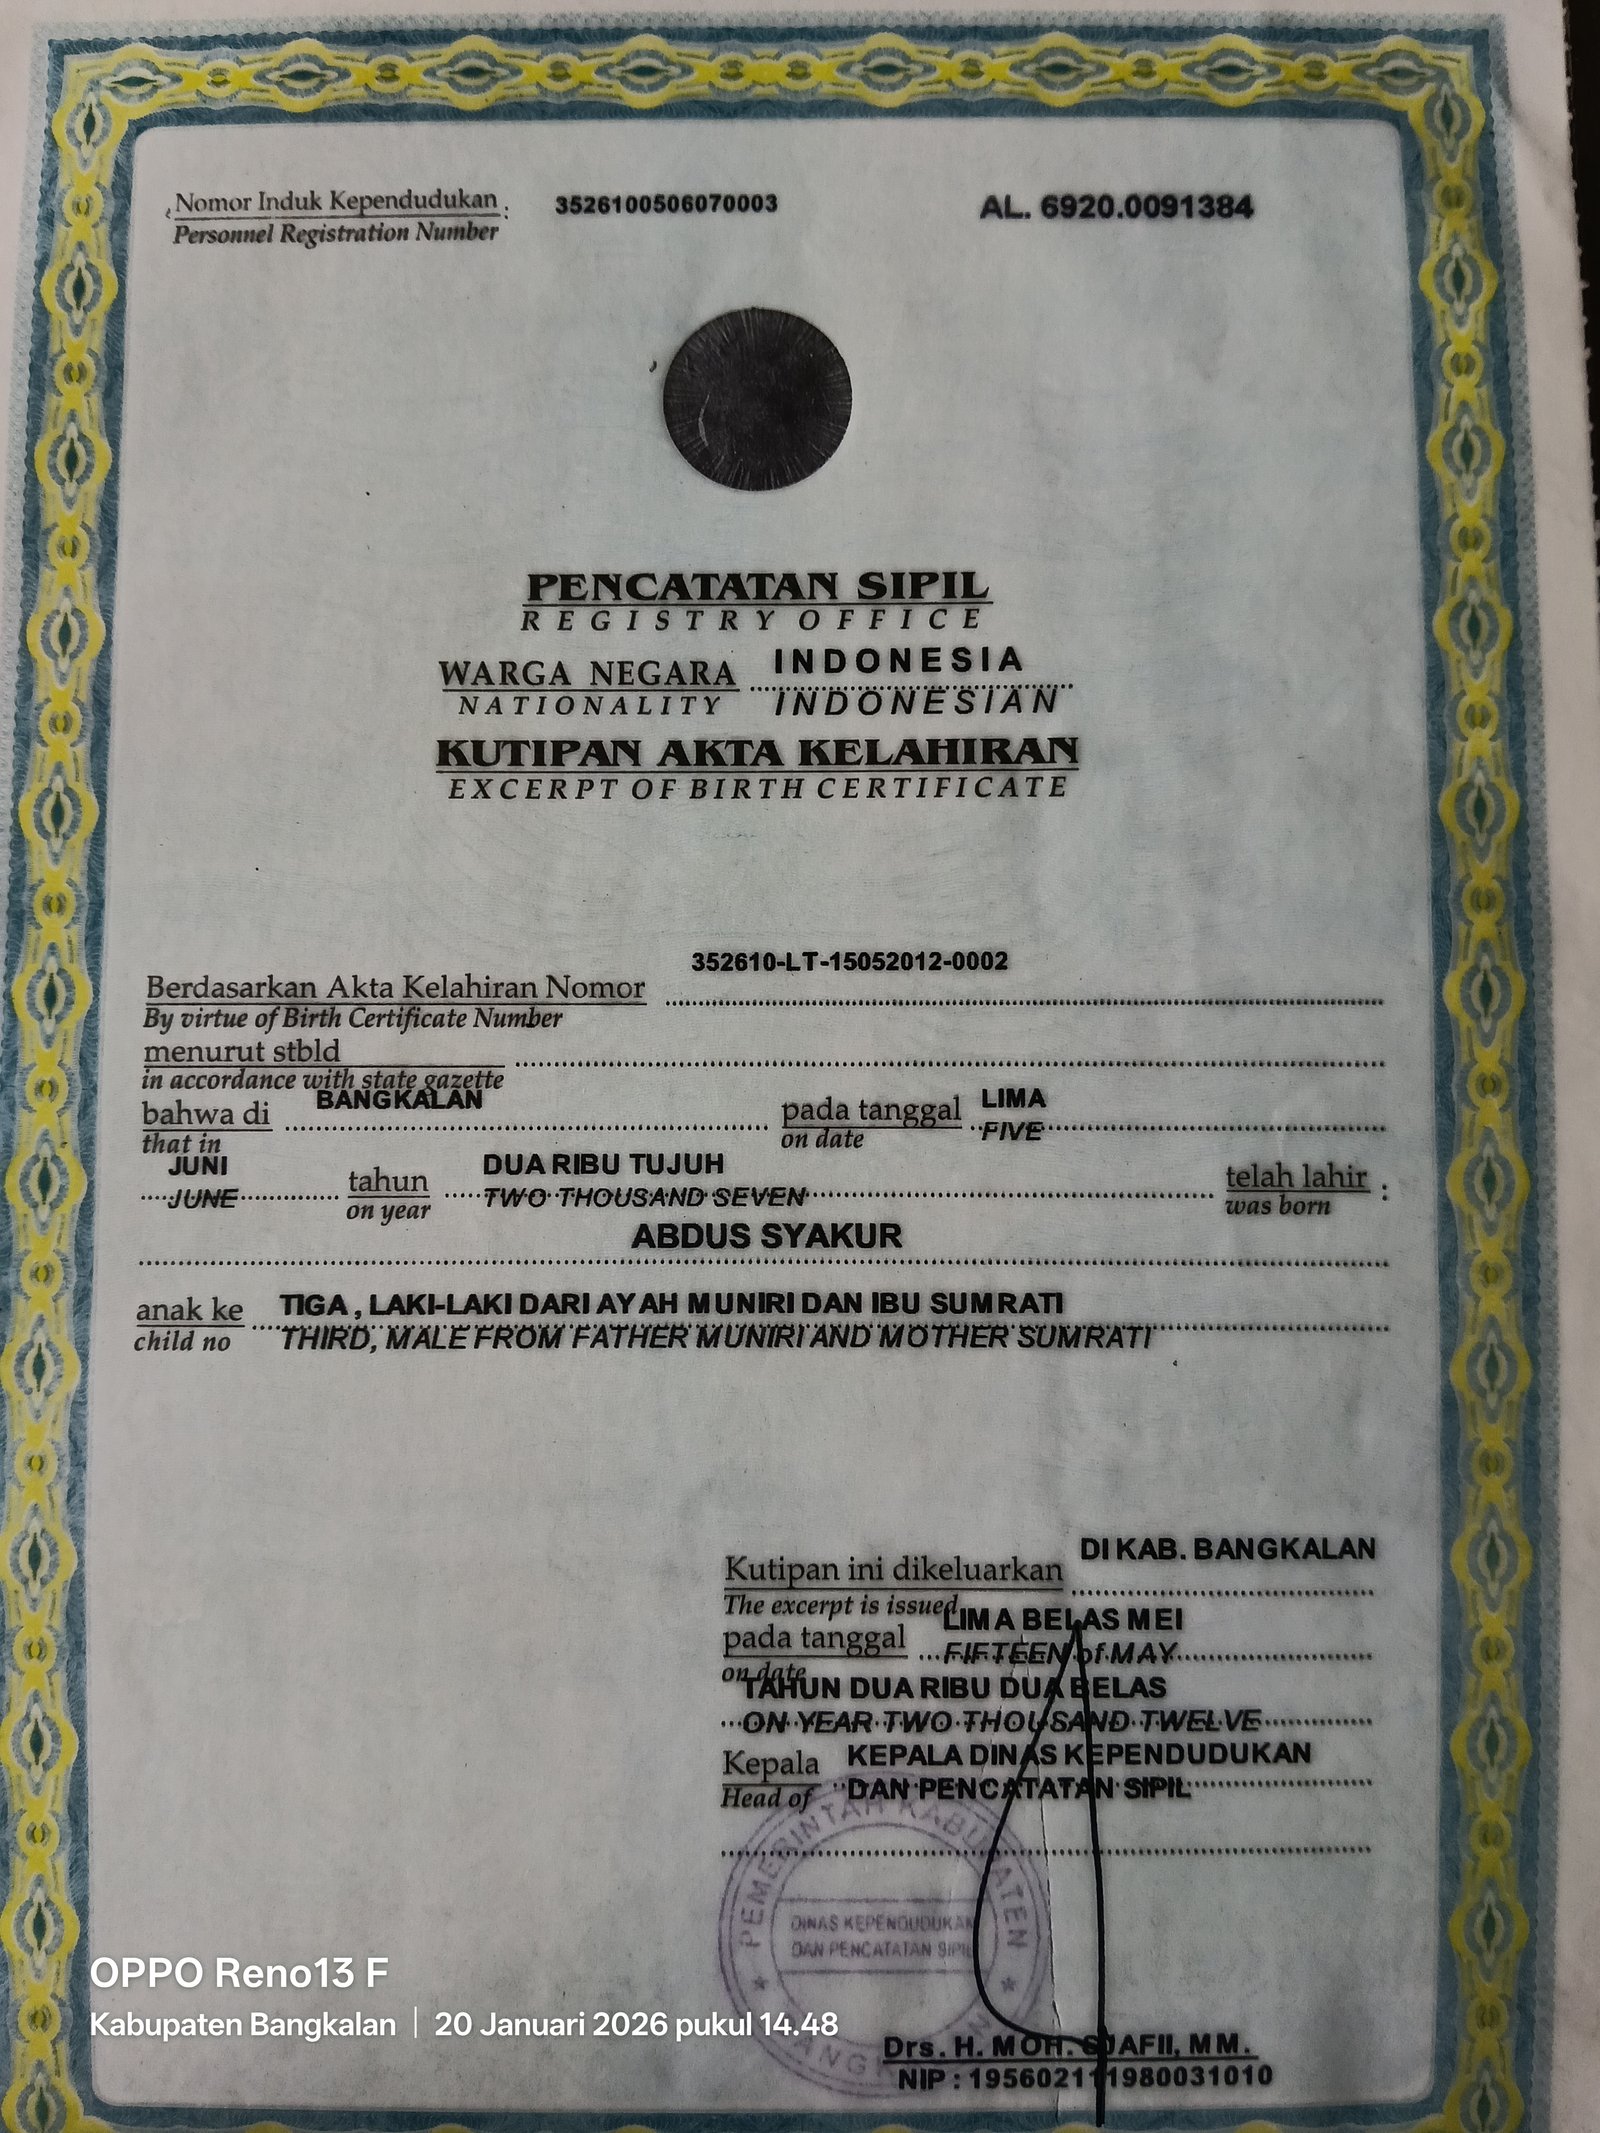 Nomor Induk Kependudukan : 3526100506070003 AL. 6920.0091384
Personnel Registration Number
PENCATATAN SIPIL
REGISTRY OFFICE
WARGA NEGARA INDONESIA
NATIONALITY INDONESIAN
KUTIPAN AKTA KELAHIRAN
EXCERPT OF BIRTH CERTIFICATE
352610-LT-15052012-0002
Berdasarkan Akta Kelahiran Nomor
By virtue of Birth Certificate Number
menurut stbld
in accordance with state gazette
bahwa di BANGKALAN pada tanggal LIMA
that in on date FIVE
JUNI tahun DUA RIBU TUJUH telah lahir :
JUNE on year TWO THOUSAND SEVEN was born
ABDUS SYAKUR
anak ke TIGA , LAKI-LAKI DARI AYAH MUNIRI DAN IBU SUMRATI
child no THIRD, MALE FROM FATHER MUNIRI AND MOTHER SUMRATI
Kutipan ini dikeluarkan DI KAB. BANGKALAN
The excerpt is issued
pada tanggal LIMA BELAS MEI
on date FIFTEEN of MAY
TAHUN DUA RIBU DUA BELAS
ON YEAR TWO THOUSAND TWELVE
Kepala KEPALA DINAS KEPENDUDUKAN
Head of DAN PENCATATAN SIPIL
PEMERINTAH KABUPATEN
DINAS KEPENDUDUKAN
DAN PENCATATAN SIPIL
Drs. H. MOH. SJAFII, MM.
NIP : 195602111980031010
OPPO Reno13 F
Kabupaten Bangkalan | 20 Januari 2026 pukul 14.48